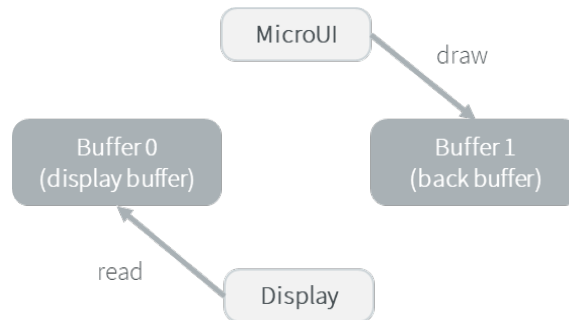 MicroUI
draw
Buffer 0
(display buffer)
Buffer 1
(back buffer)
read
Display